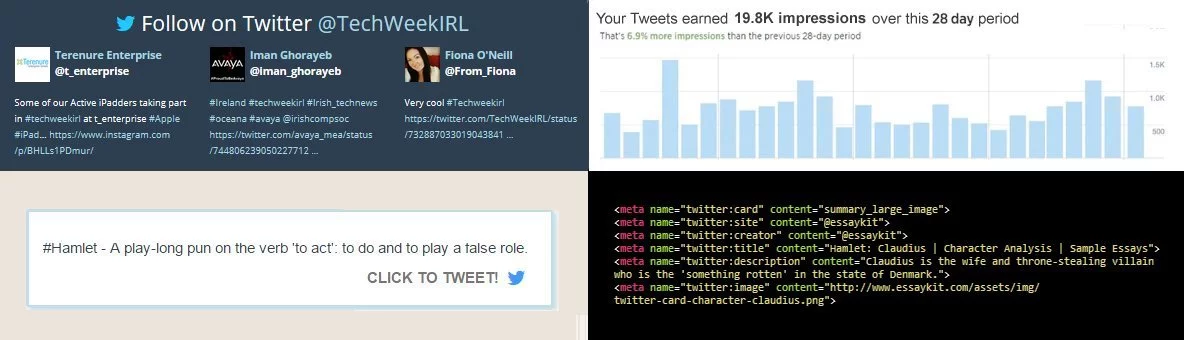 Follow on Twitter @TechWeekIRL
Terenure Enterprise
@t_enterprise
Some of our Active iPadders taking part
in #techweekirl at t_enterprise #Apple
#iPad... https://www.instagram.com
/p/BHLLs1PDmur/
Iman Ghorayeb
@iman_ghorayeb
#Ireland #techweekirl #Irish_technews
#oceana #avaya @irishcompsoc
https://twitter.com/avaya_mea/status
/744806239050227712 ...
Fiona O'Neill
@From_Fiona
Very cool #Techweekirl
https://twitter.com/TechWeekIRL/status
/732887033019043841 ...
Terenure
AVAYA
Your Tweets earned 19.8K impressions over this 28 day period
That's 6.9% more impressions than the previous 28-day period
1.5K
1.0K
500
#Hamlet - A play-long pun on the verb 'to act': to do and to play a false role.
CLICK TO TWEET!
<meta name="twitter:card" content="summary_large_image">
<meta name="twitter:site" content="@essaykit">
<meta name="twitter:creator" content="@essaykit">
<meta name="twitter:title" content="Hamlet: Claudius | Character Analysis | Sample Essays">
<meta name="twitter:description" content="Claudius is the wife and throne-stealing villain
who is the 'something rotten' in the state of Denmark.">
<meta name="twitter:image" content="http://www.essaykit.com/assets/img/
twitter-card-character-claudius.png">